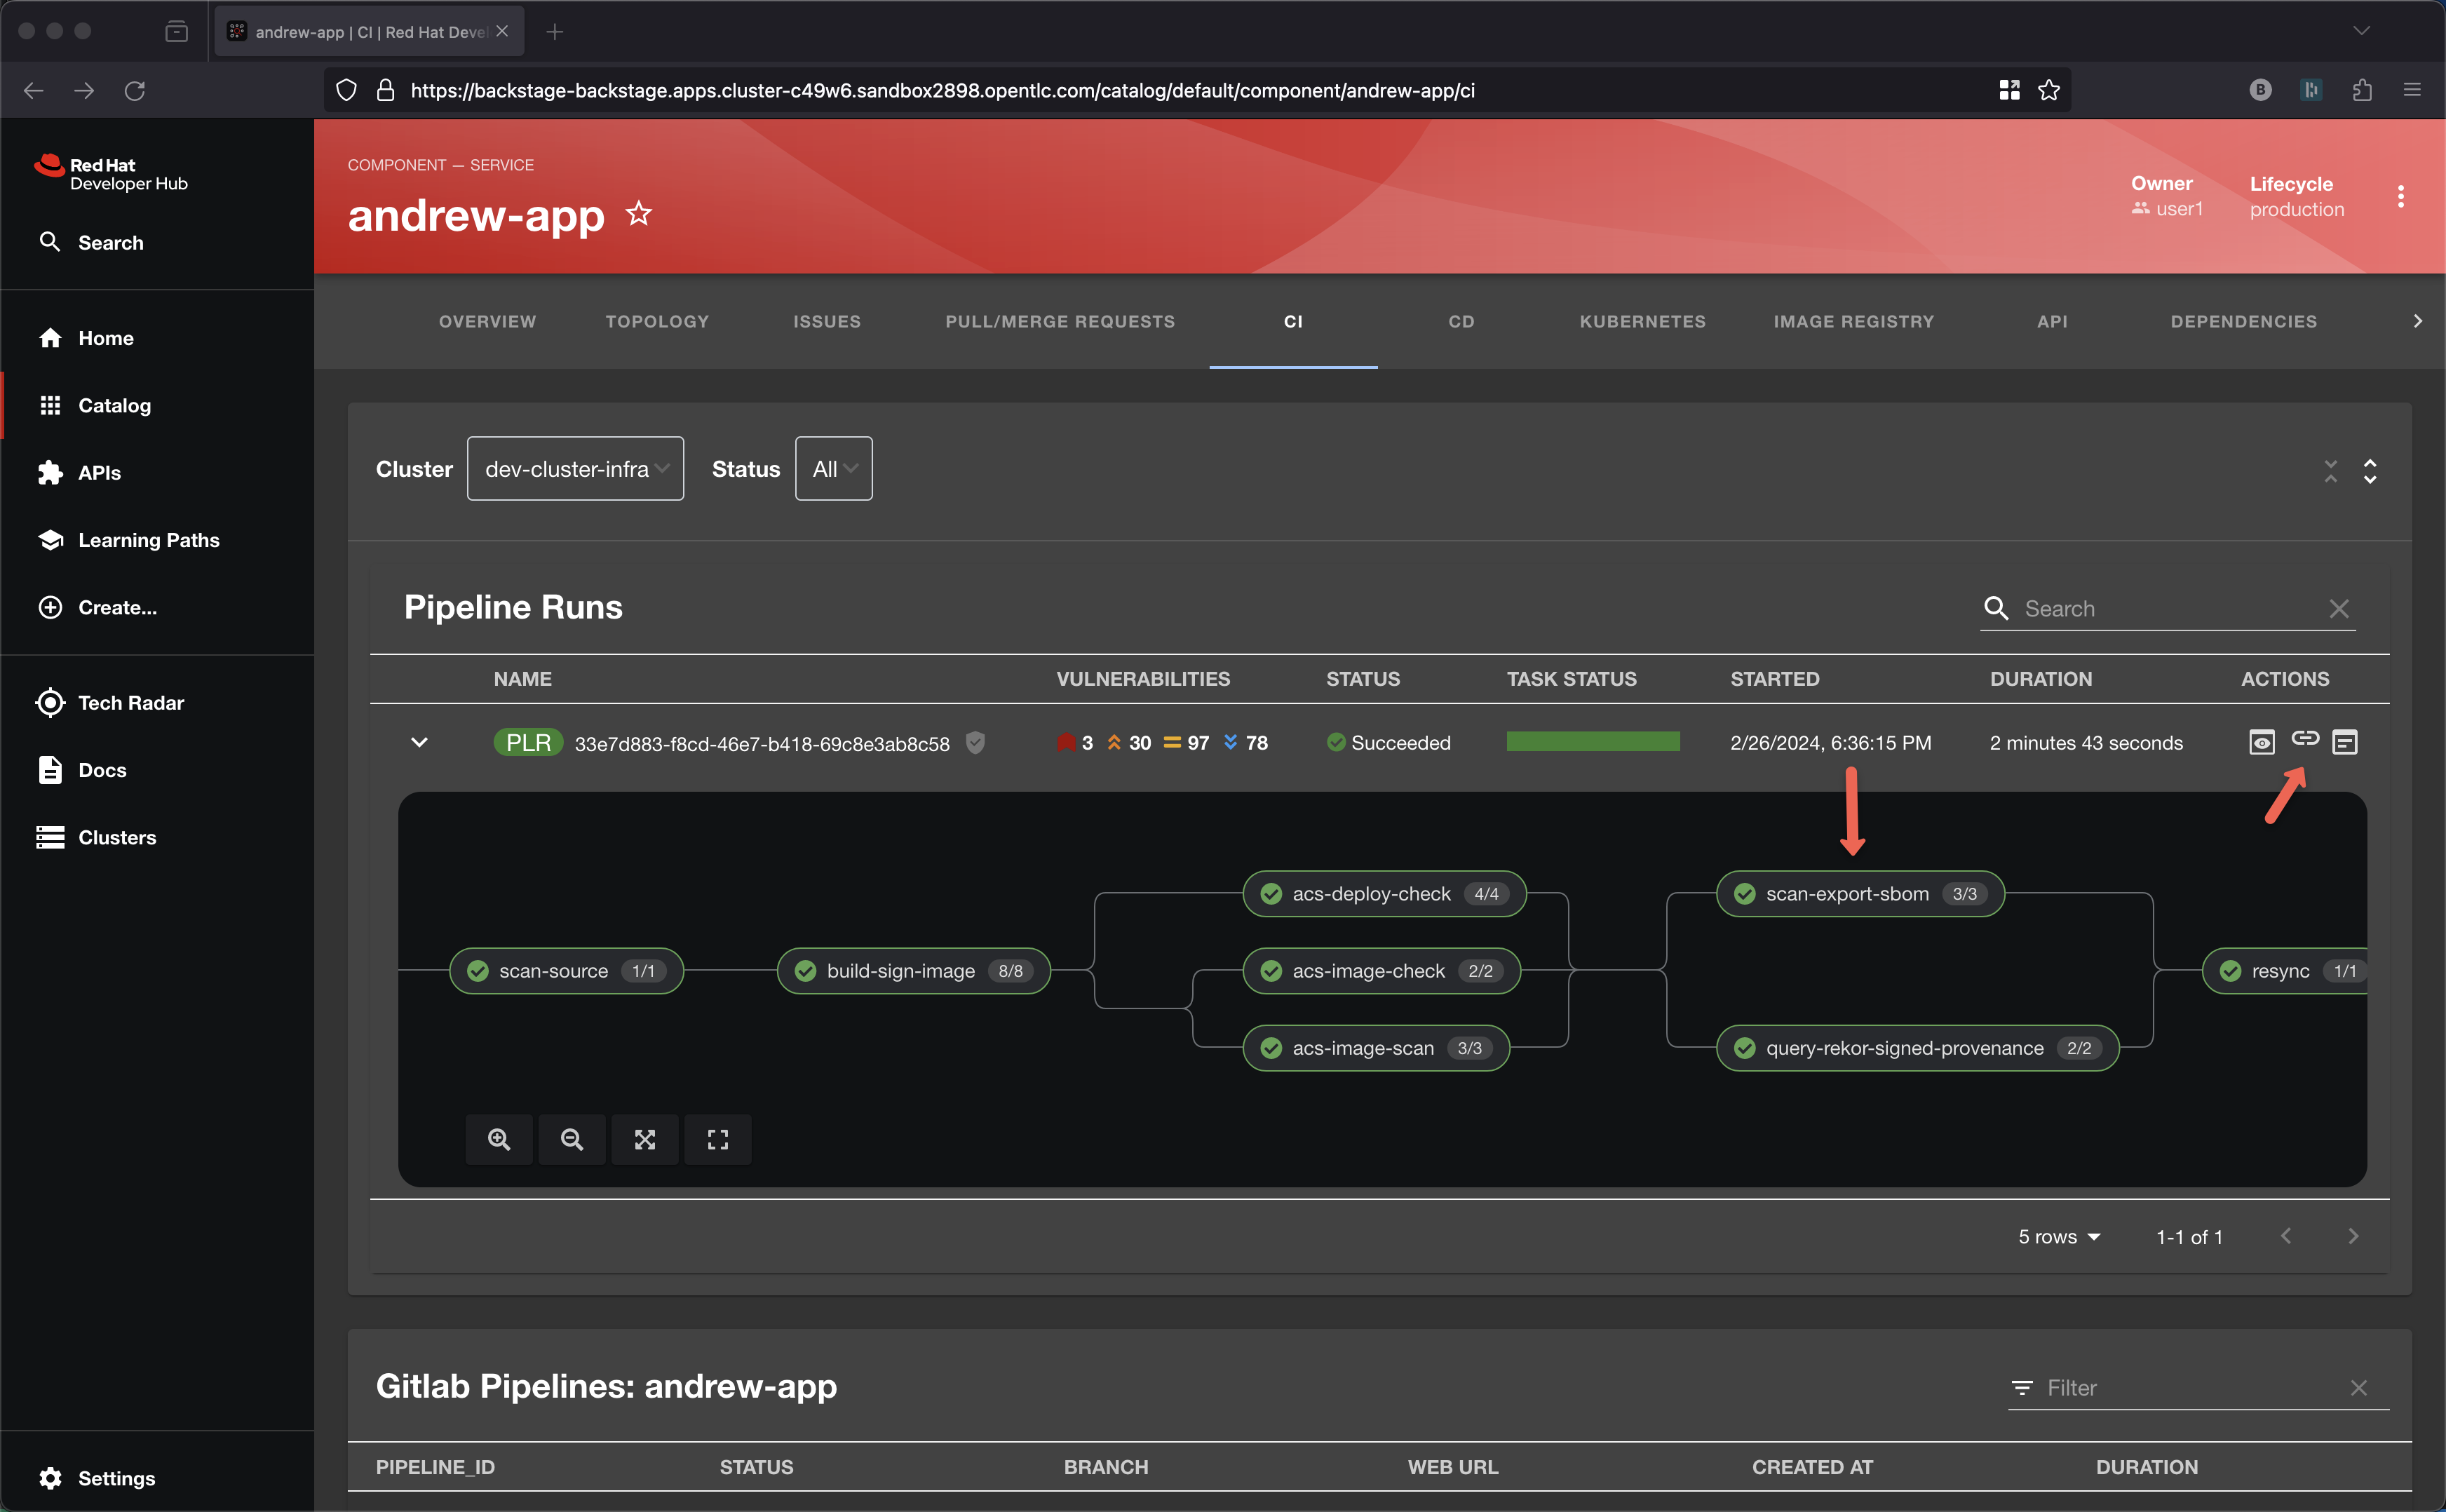 andrew-app | CI | Red Hat Devel
https://backstage-backstage.apps.cluster-c49w6.sandbox2898.opentlc.com/catalog/default/component/andrew-app/ci
B
Red Hat
Developer Hub
Search
Home
Catalog
APIs
Learning Paths
Create...
Tech Radar
Docs
Clusters
Settings
COMPONENT — SERVICE
andrew-app
Owner
user1
Lifecycle
production
OVERVIEW TOPOLOGY ISSUES PULL/MERGE REQUESTS CI CD KUBERNETES IMAGE REGISTRY API DEPENDENCIES
Cluster dev-cluster-infra Status All
Pipeline Runs
Search
NAME VULNERABILITIES STATUS TASK STATUS STARTED DURATION ACTIONS
PLR 33e7d883-f8cd-46e7-b418-69c8e3ab8c58 3 30 97 78 Succeeded 2/26/2024, 6:36:15 PM 2 minutes 43 seconds
acs-deploy-check 4/4 scan-export-sbom 3/3
scan-source 1/1 build-sign-image 8/8 acs-image-check 2/2 resync 1/1
acs-image-scan 3/3 query-rekor-signed-provenance 2/2
5 rows 1-1 of 1
Gitlab Pipelines: andrew-app
Filter
PIPELINE_ID STATUS BRANCH WEB URL CREATED AT DURATION